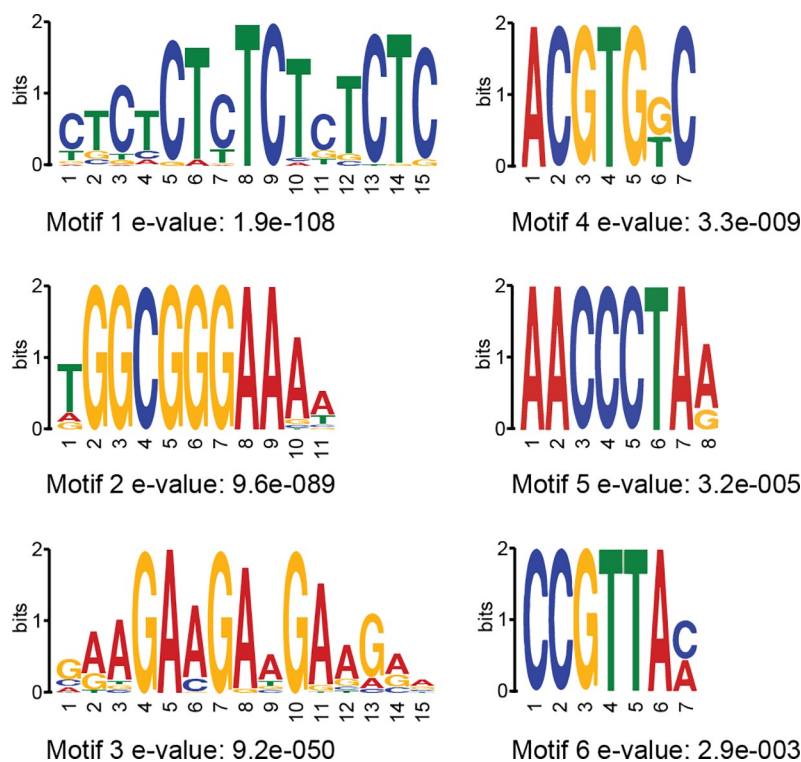 2
bits
1
0
CTCTCTCTCTCTCTC
1 2 3 4 5 6 7 8 9 10 11 12 13 14 15
Motif 1 e-value: 1.9e-108
2
bits
1
0
ACGTGGC
T
1 2 3 4 5 6 7
Motif 4 e-value: 3.3e-009
2
bits
1
0
TGGCGGGAAAA
1 2 3 4 5 6 7 8 9 10 11
Motif 2 e-value: 9.6e-089
2
bits
1
0
AACCCTAA
G
1 2 3 4 5 6 7 8
Motif 5 e-value: 3.2e-005
2
bits
1
0
GAAGAAGAAGAAGAA
1 2 3 4 5 6 7 8 9 10 11 12 13 14 15
Motif 3 e-value: 9.2e-050
2
bits
1
0
CCGTTAC
A
1 2 3 4 5 6 7
Motif 6 e-value: 2.9e-003